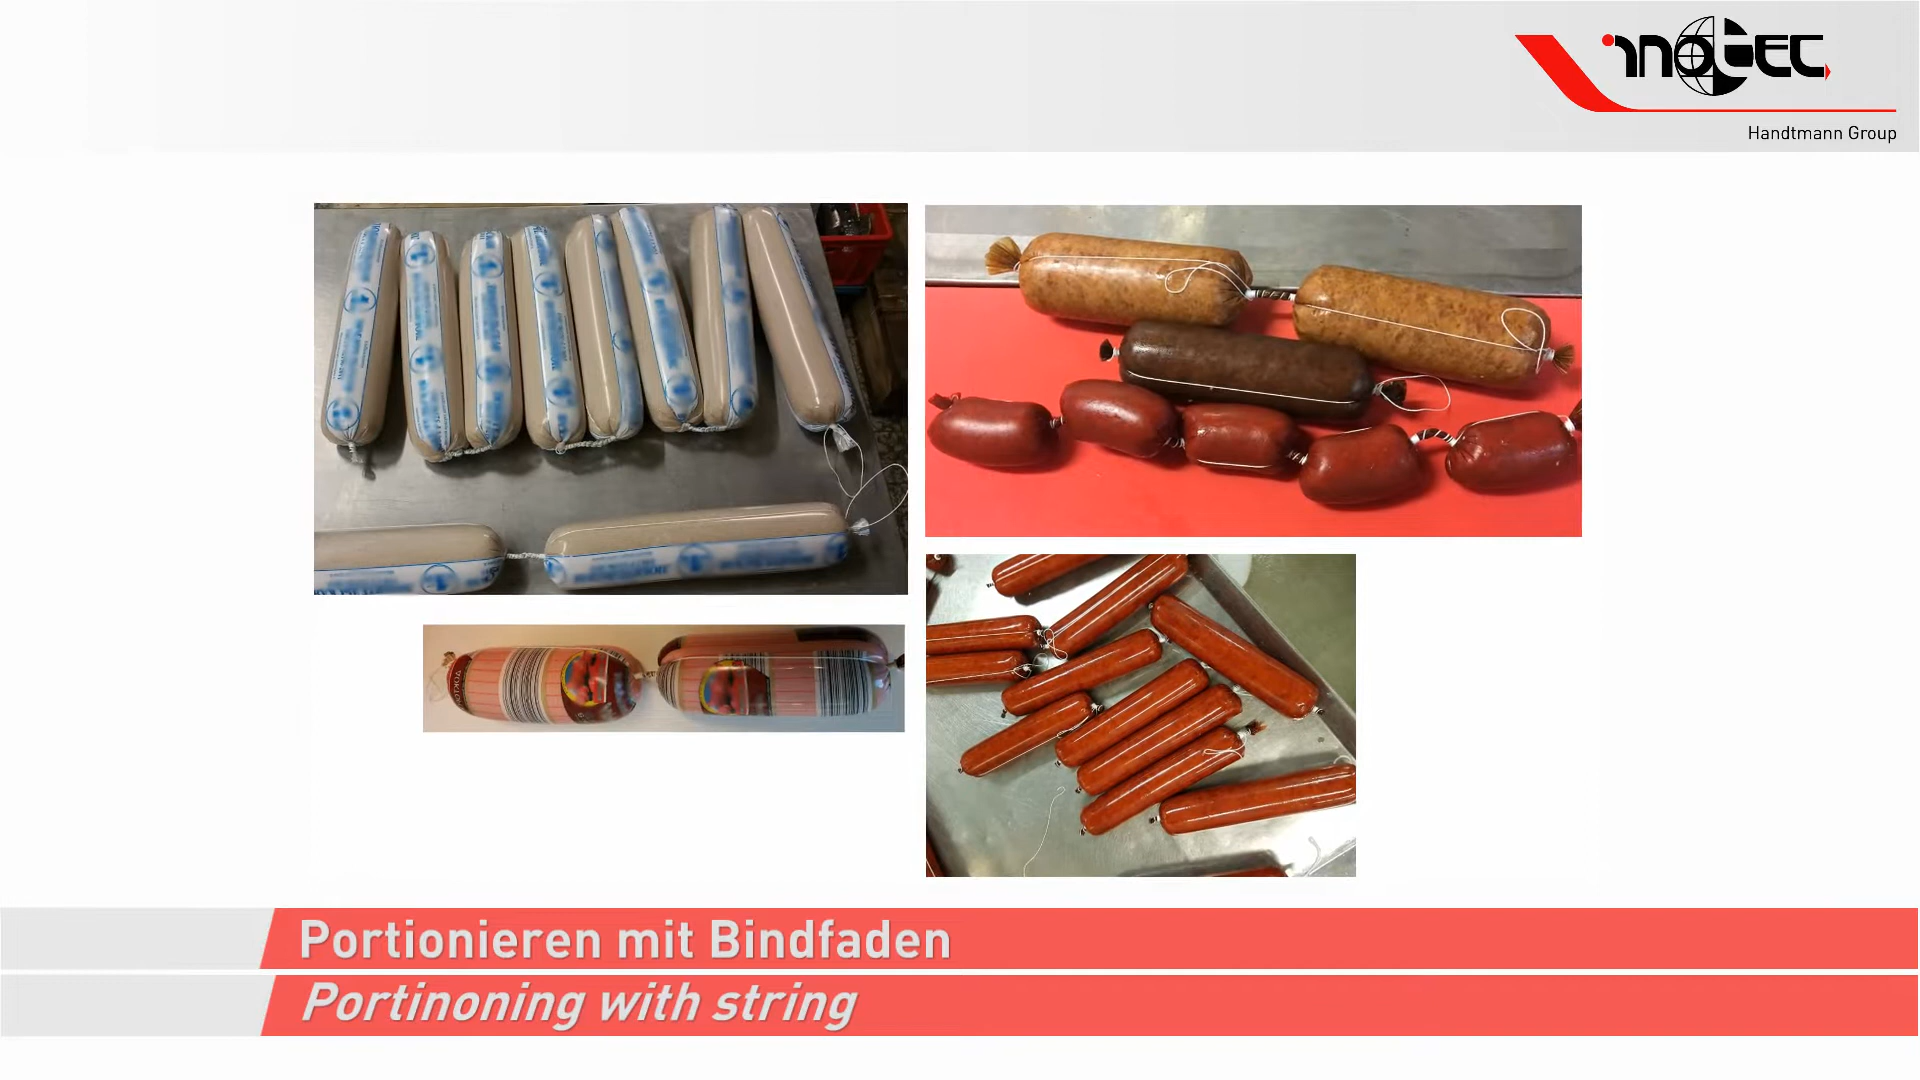 inotec
Handtmann Group
Portionieren mit Bindfaden
Portinoning with string